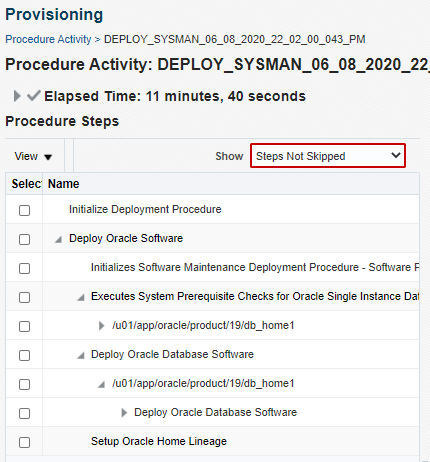 Provisioning
Procedure Activity > DEPLOY_SYSMAN_06_08_2020_22_02_00_043_PM
Procedure Activity: DEPLOY_SYSMAN_06_08_2020_22_
Elapsed Time: 11 minutes, 40 seconds
Procedure Steps
View Show Steps Not Skipped
Selec Name
Initialize Deployment Procedure
Deploy Oracle Software
Initializes Software Maintenance Deployment Procedure - Software P
Executes System Prerequisite Checks for Oracle Single Instance Dat
/u01/app/oracle/product/19/db_home1
Deploy Oracle Database Software
/u01/app/oracle/product/19/db_home1
Deploy Oracle Database Software
Setup Oracle Home Lineage